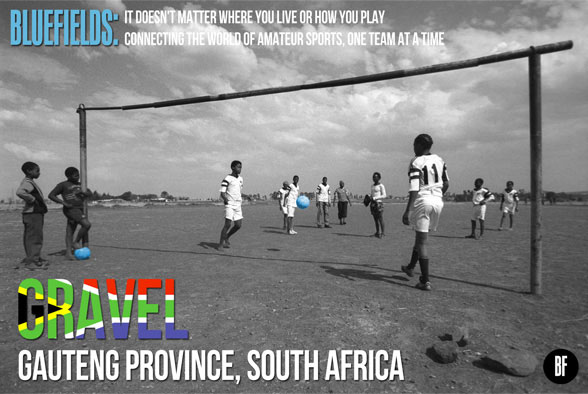 BLUEFIELDS: IT DOESN'T MATTER WHERE YOU LIVE OR HOW YOU PLAY
CONNECTING THE WORLD OF AMATEUR SPORTS, ONE TEAM AT A TIME
11
GRAVEL
GAUTENG PROVINCE, SOUTH AFRICA
BF